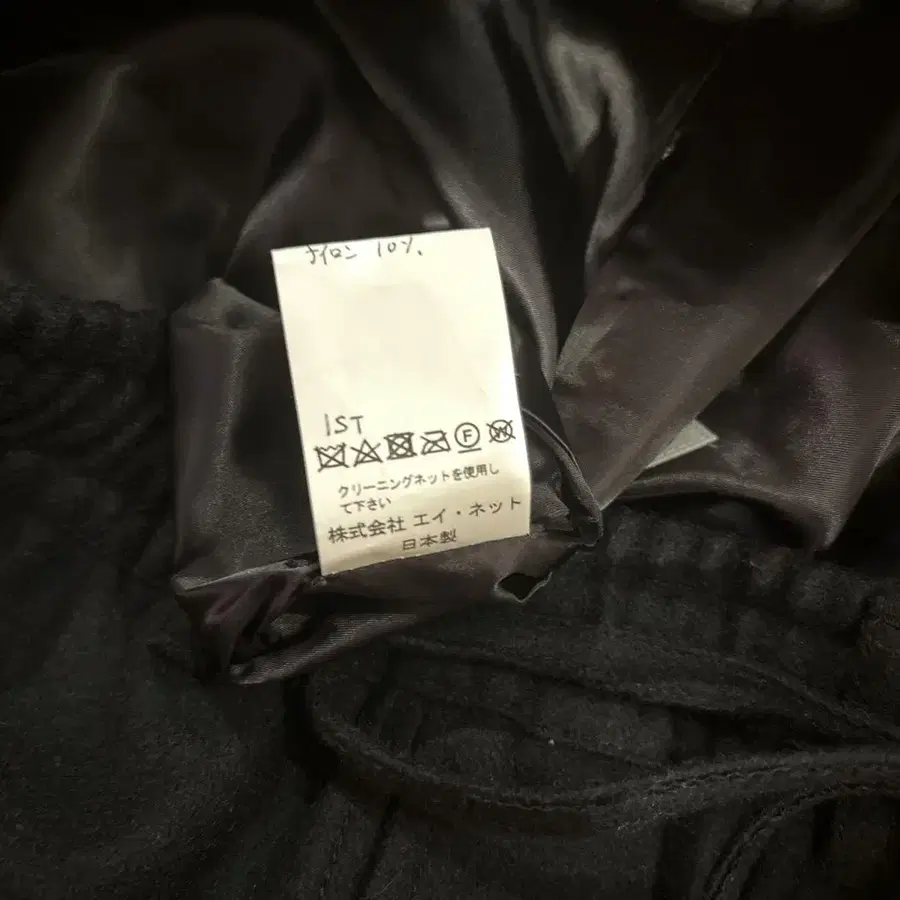 ナイロン 10%.
1ST
F W
クリーニングネットを使用し
て下さい
株式会社 エイ・ネット
日本製